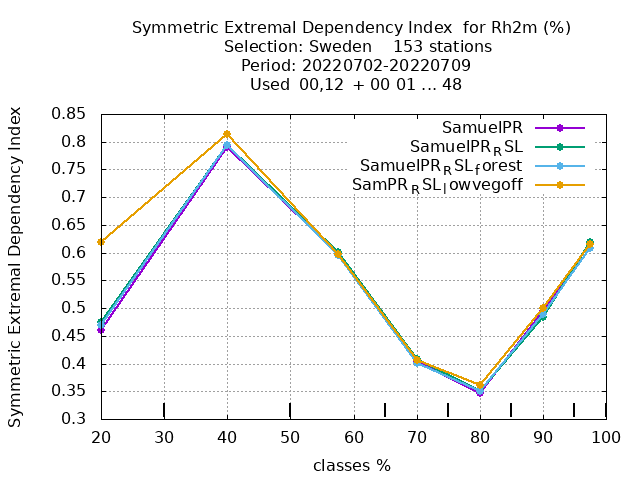 Symmetric Extremal Dependency Index for Rh2m (%)
Selection: Sweden 153 stations
Period: 20220702-20220709
Used 00,12 + 00 01 ... 48
Symmetric Extremal Dependency Index
0.85
0.8
0.75
0.7
0.65
0.6
0.55
0.5
0.45
0.4
0.35
0.3
SamuelPR
SamuelPR_RSL
SamuelPR_RSL_forest
SamPR_RSL_lowvegoff
20 30 40 50 60 70 80 90 100
classes %